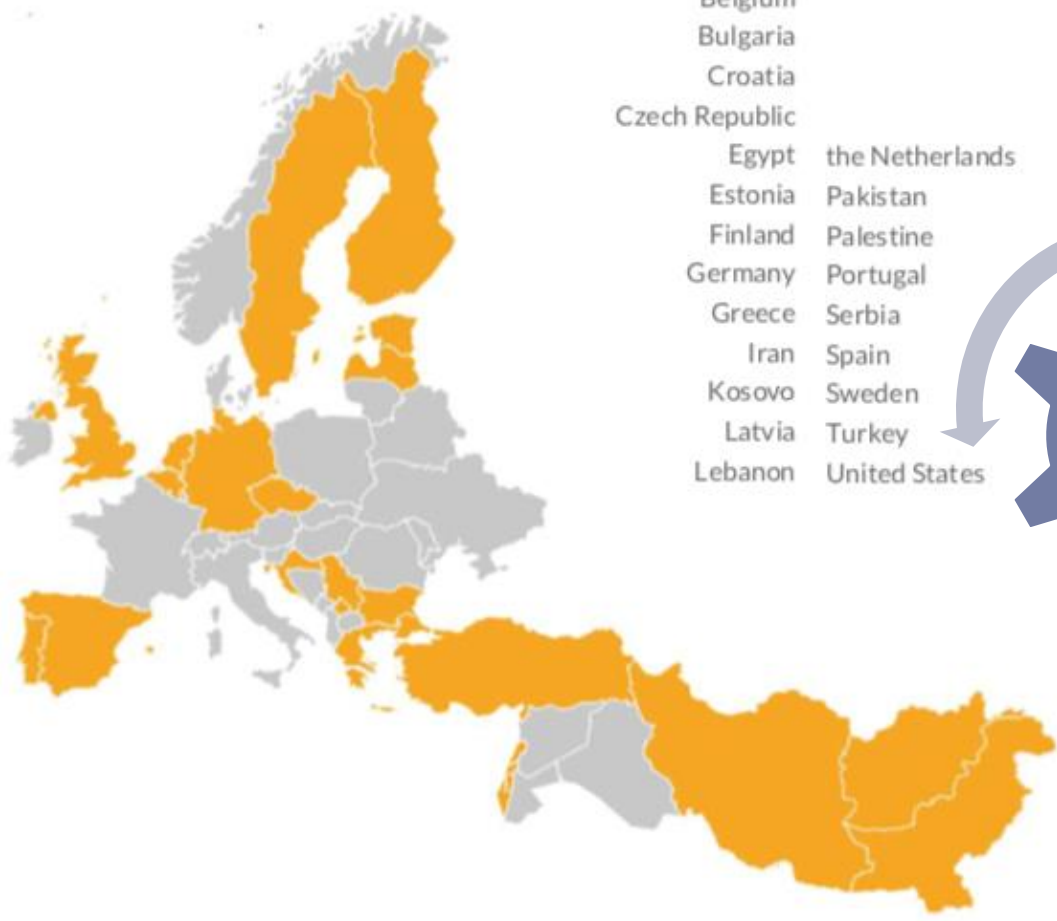 Belgium
Bulgaria
Croatia
Czech Republic
Egypt the Netherlands
Estonia Pakistan
Finland Palestine
Germany Portugal
Greece Serbia
Iran Spain
Kosovo Sweden
Latvia Turkey
Lebanon United States